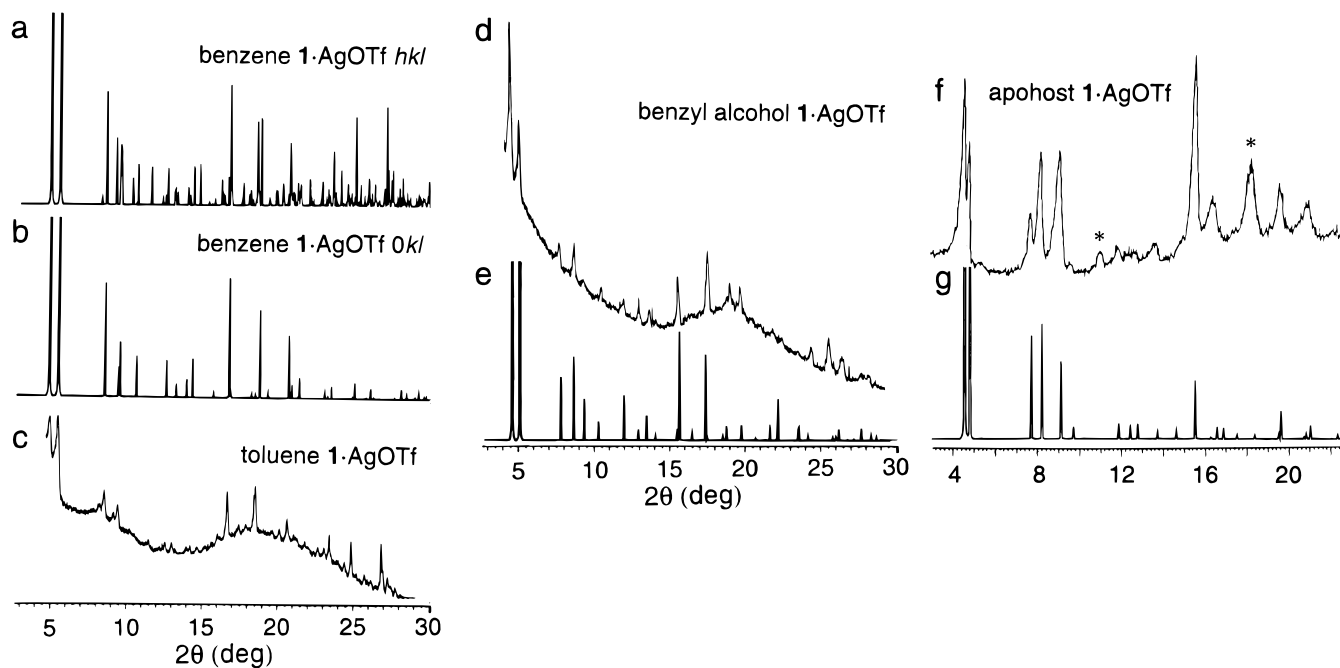 a
benzene 1·AgOTf hkl
b
benzene 1·AgOTf 0kl
c
toluene 1·AgOTf
5 10 15 20 25 30
2θ (deg)
d
benzyl alcohol 1·AgOTf
e
5 10 15 20 25 30
2θ (deg)
f
apohost 1·AgOTf
*
*
g
4 8 12 16 20